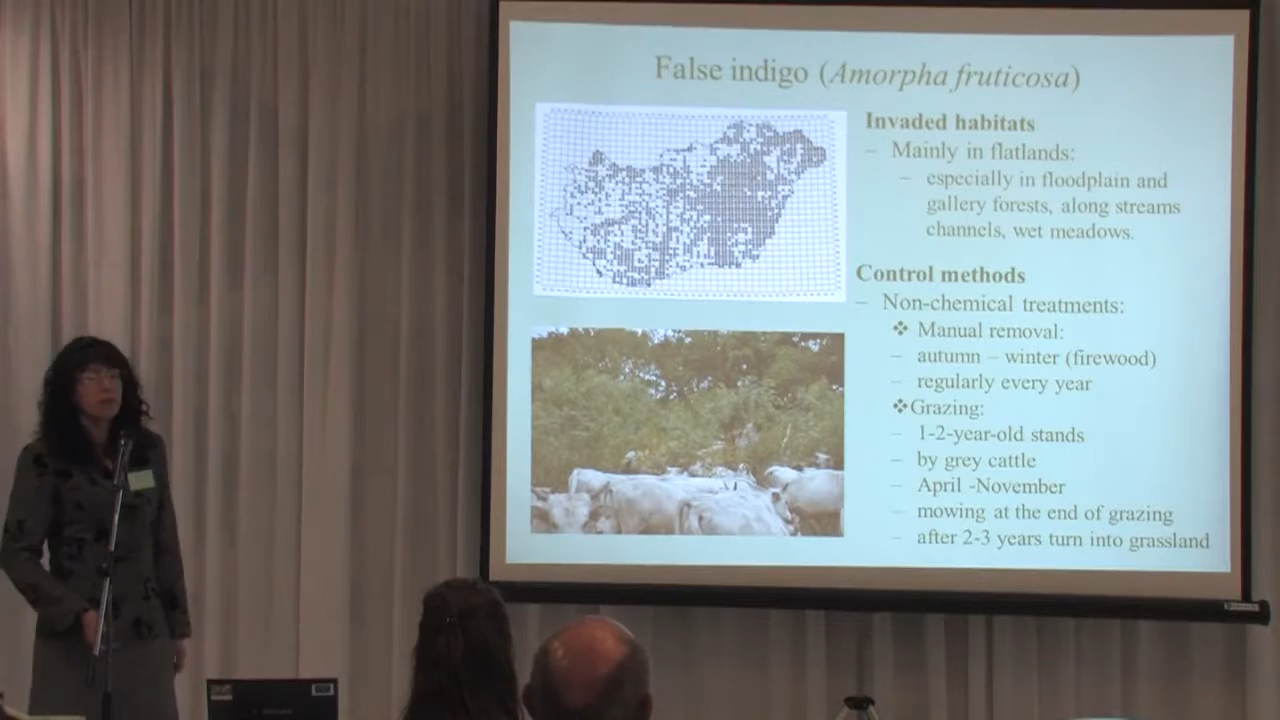 False indigo (Amorpha fruticosa)
Invaded habitats
– Mainly in flatlands:
– especially in floodplain and
gallery forests, along streams
channels, wet meadows.
Control methods
– Non-chemical treatments:
❖ Manual removal:
– autumn – winter (firewood)
– regularly every year
❖Grazing:
– 1-2-year-old stands
– by grey cattle
– April -November
– mowing at the end of grazing
– after 2-3 years turn into grassland